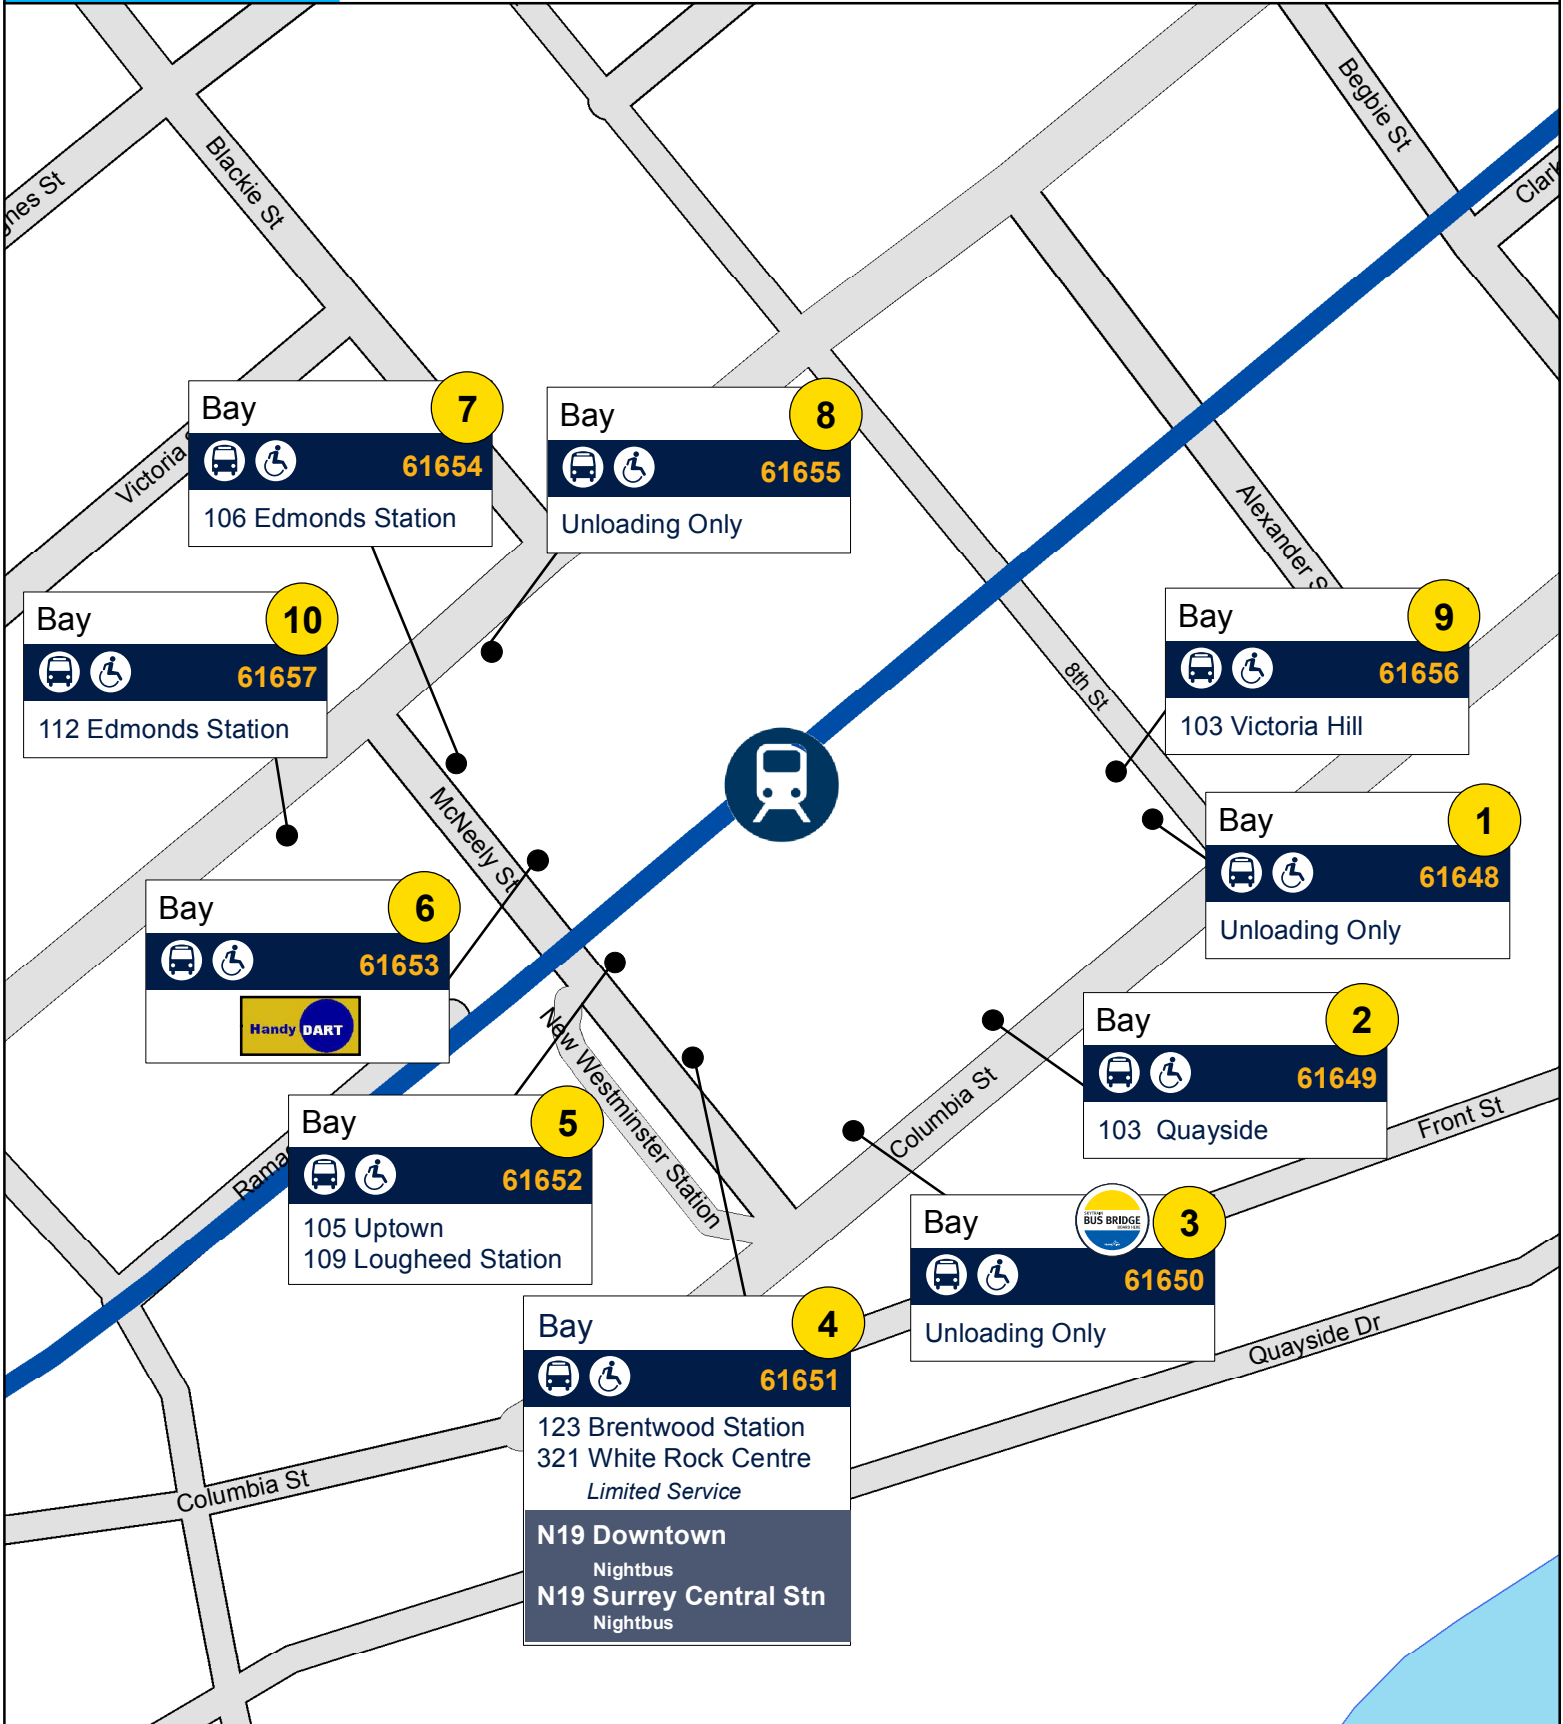 Begbie St
Clark
Blackie St
nes St
Bay 7
61654
106 Edmonds Station
Bay 8
61655
Unloading Only
Victoria
Alexander S
Bay 10
61657
112 Edmonds Station
Bay 9
61656
103 Victoria Hill
8th St
McNeely St
Bay 1
61648
Unloading Only
Bay 6
61653
Handy DART
Bay 2
61649
103 Quayside
New Westminster Station
Columbia St
Front St
Bay 5
61652
105 Uptown
109 Lougheed Station
Rama
Bay 3
SKYTRAIN
BUS BRIDGE
BOARD HERE
61650
Unloading Only
Quayside Dr
Bay 4
61651
123 Brentwood Station
321 White Rock Centre
Limited Service
N19 Downtown
Nightbus
N19 Surrey Central Stn
Nightbus
Columbia St